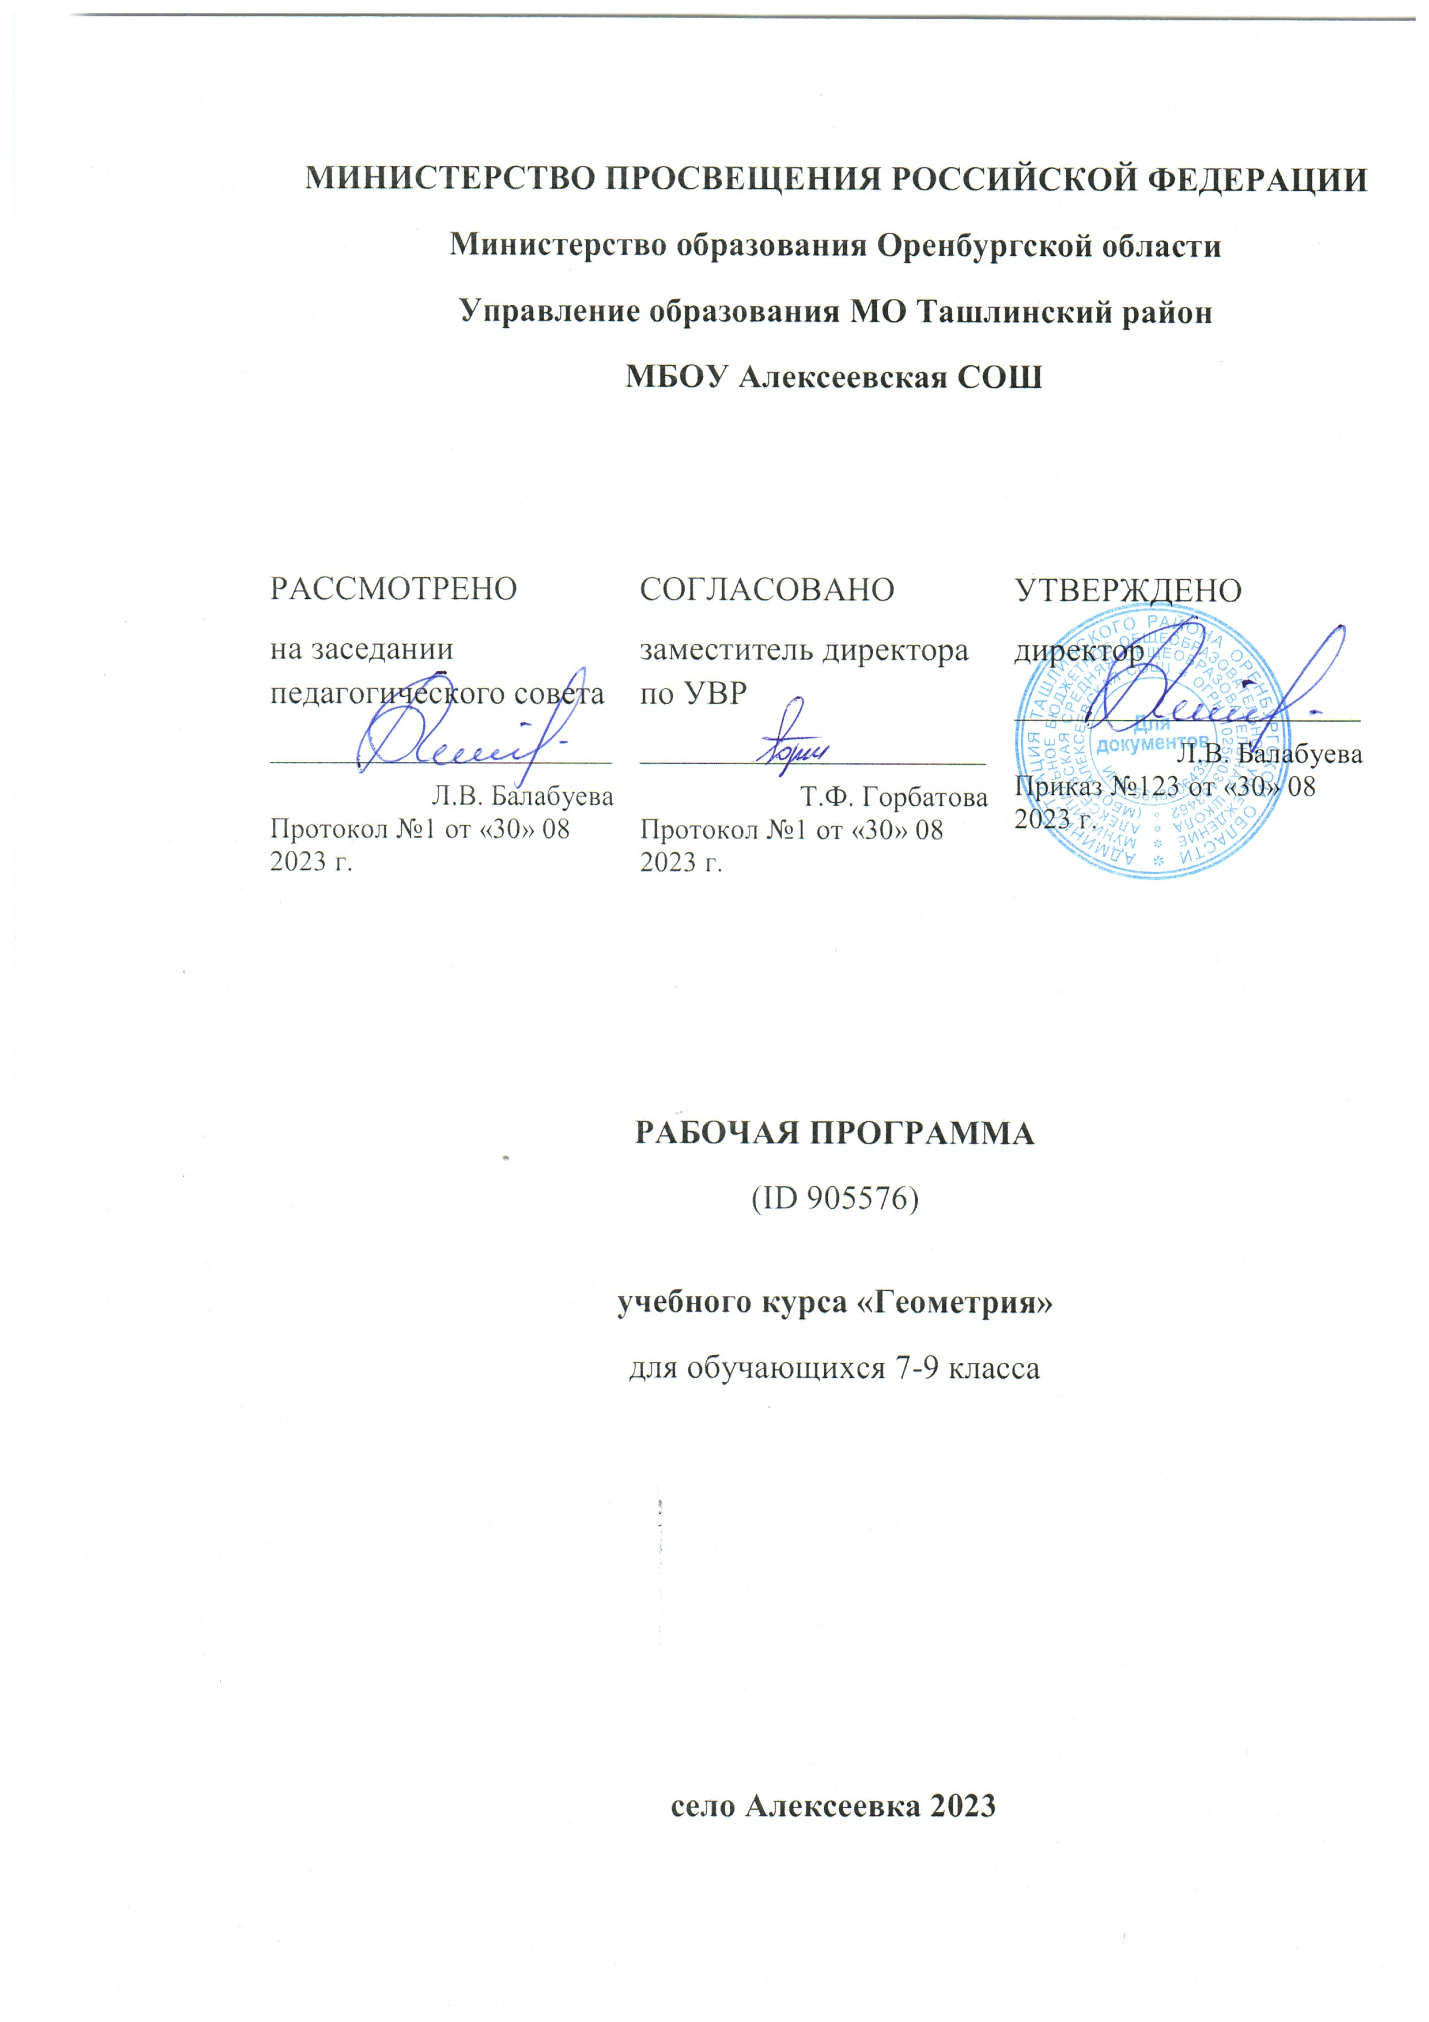 МИНИСТЕРСТВО ПРОСВЕЩЕНИЯ РОССИЙСКОЙ ФЕДЕРАЦИИ
Министерство образования Оренбургской области
Управление образования МО Ташлинский район
МБОУ Алексеевская СОШ
РАССМОТРЕНО
на заседании
педагогического совета
Л.В. Балабуева
Протокол №1 от «30» 08
2023 г.
СОГЛАСОВАНО
заместитель директора
по УВР
Т.Ф. Горбатова
Протокол №1 от «30» 08
2023 г.
УТВЕРЖДЕНО
директор
Л.В. Балабуева
Приказ №123 от «30» 08
2023 г.
Для
документов
РАБОЧАЯ ПРОГРАММА
(ID 905576)
учебного курса «Геометрия»
для обучающихся 7-9 класса
село Алексеевка 2023